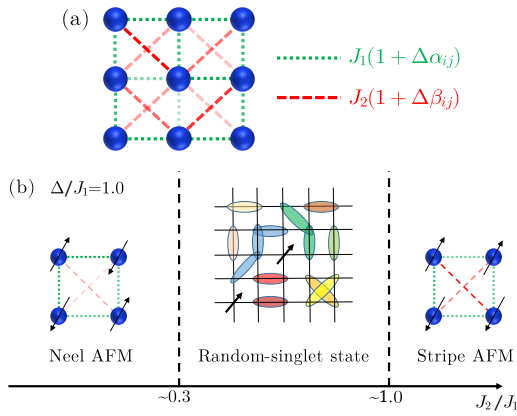 (a)
J₁(1 + Δαᵢⱼ)
J₂(1 + Δβᵢⱼ)
(b) Δ/J₁=1.0
Neel AFM Random-singlet state Stripe AFM
~0.3 ~1.0 J₂/J₁